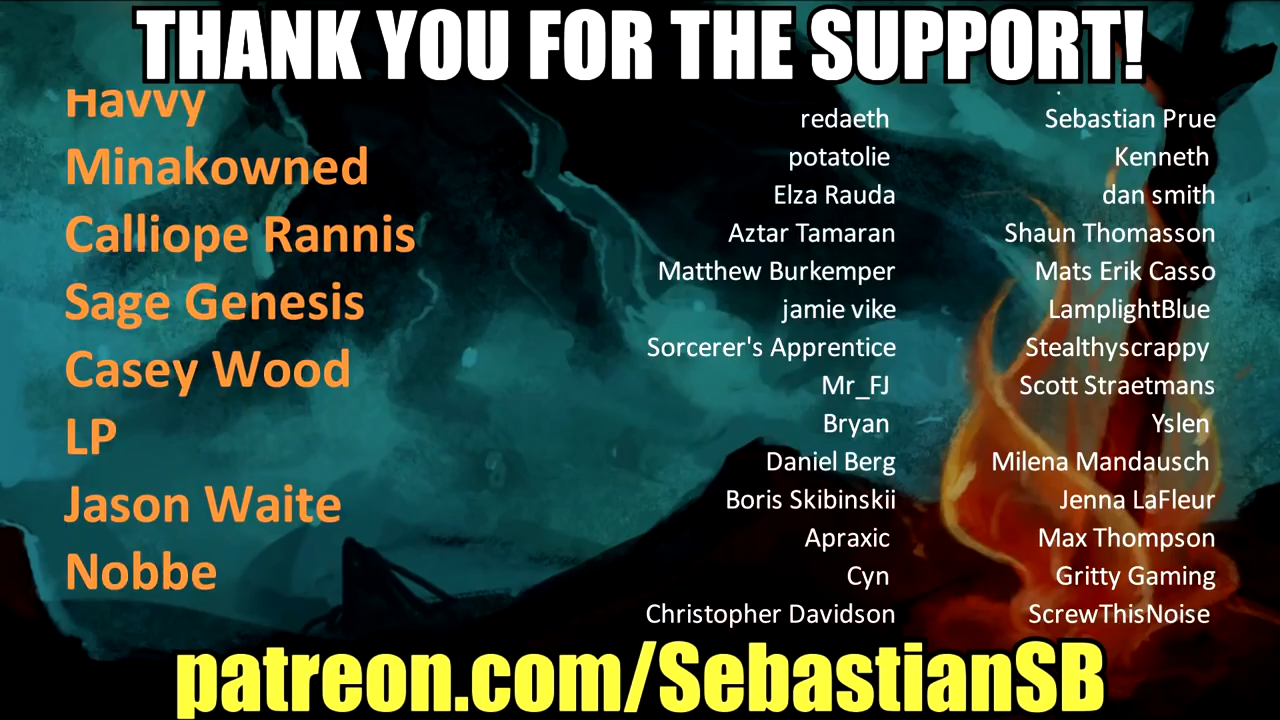 THANK YOU FOR THE SUPPORT!
Havvy
Minakowned
Calliope Rannis
Sage Genesis
Casey Wood
LP
Jason Waite
Nobbe
redaeth
potatolie
Elza Rauda
Aztar Tamaran
Matthew Burkemper
jamie vike
Sorcerer's Apprentice
Mr_FJ
Bryan
Daniel Berg
Boris Skibinskii
Apraxic
Cyn
Christopher Davidson
Sebastian Prue
Kenneth
dan smith
Shaun Thomasson
Mats Erik Casso
LamplightBlue
Stealthyscrappy
Scott Straetmans
Yslen
Milena Mandausch
Jenna LaFleur
Max Thompson
Gritty Gaming
ScrewThisNoise
patreon.com/SebastianSB